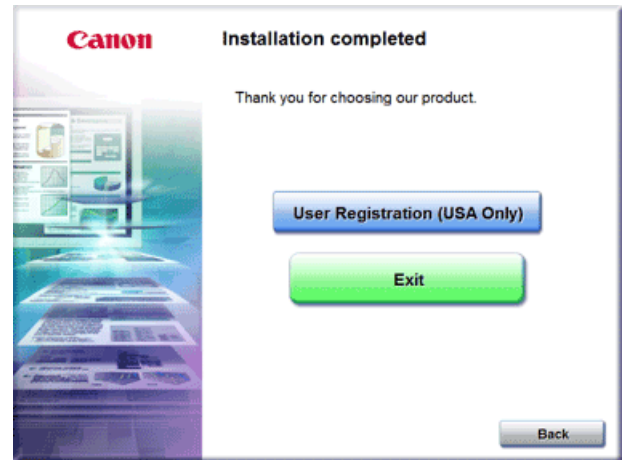 Canon
Installation completed
Thank you for choosing our product.
User Registration (USA Only)
Exit
Back